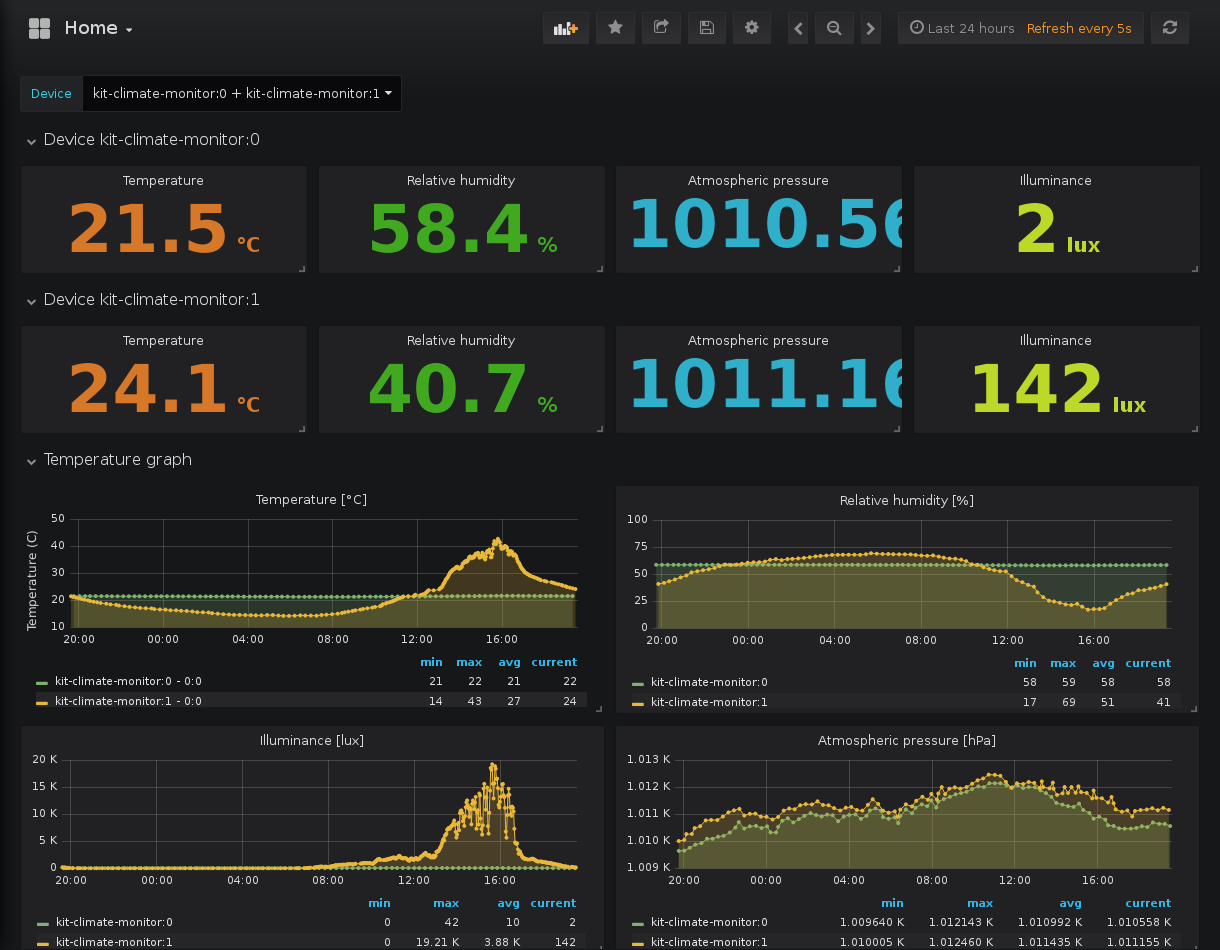 Home
Last 24 hours Refresh every 5s
Device kit-climate-monitor:0 + kit-climate-monitor:1
Device kit-climate-monitor:0
Temperature Relative humidity Atmospheric pressure Illuminance
21.5 °C 58.4 % 1010.56 2 lux
Device kit-climate-monitor:1
Temperature Relative humidity Atmospheric pressure Illuminance
24.1 °C 40.7 % 1011.16 142 lux
Temperature graph
Temperature [°C]
Temperature (C)
50
40
30
20
10
20:00 00:00 04:00 08:00 12:00 16:00
min max avg current
kit-climate-monitor:0 - 0:0 21 22 21 22
kit-climate-monitor:1 - 0:0 14 43 27 24
Relative humidity [%]
100
75
50
25
0
20:00 00:00 04:00 08:00 12:00 16:00
min max avg current
kit-climate-monitor:0 58 59 58 58
kit-climate-monitor:1 17 69 51 41
Illuminance [lux]
20 K
15 K
10 K
5 K
0
20:00 00:00 04:00 08:00 12:00 16:00
min max avg current
kit-climate-monitor:0 0 42 10 2
kit-climate-monitor:1 0 19.21 K 3.88 K 142
Atmospheric pressure [hPa]
1.013 K
1.012 K
1.011 K
1.010 K
1.009 K
20:00 00:00 04:00 08:00 12:00 16:00
min max avg current
kit-climate-monitor:0 1.009640 K 1.012143 K 1.010992 K 1.010558 K
kit-climate-monitor:1 1.010005 K 1.012460 K 1.011435 K 1.011155 K